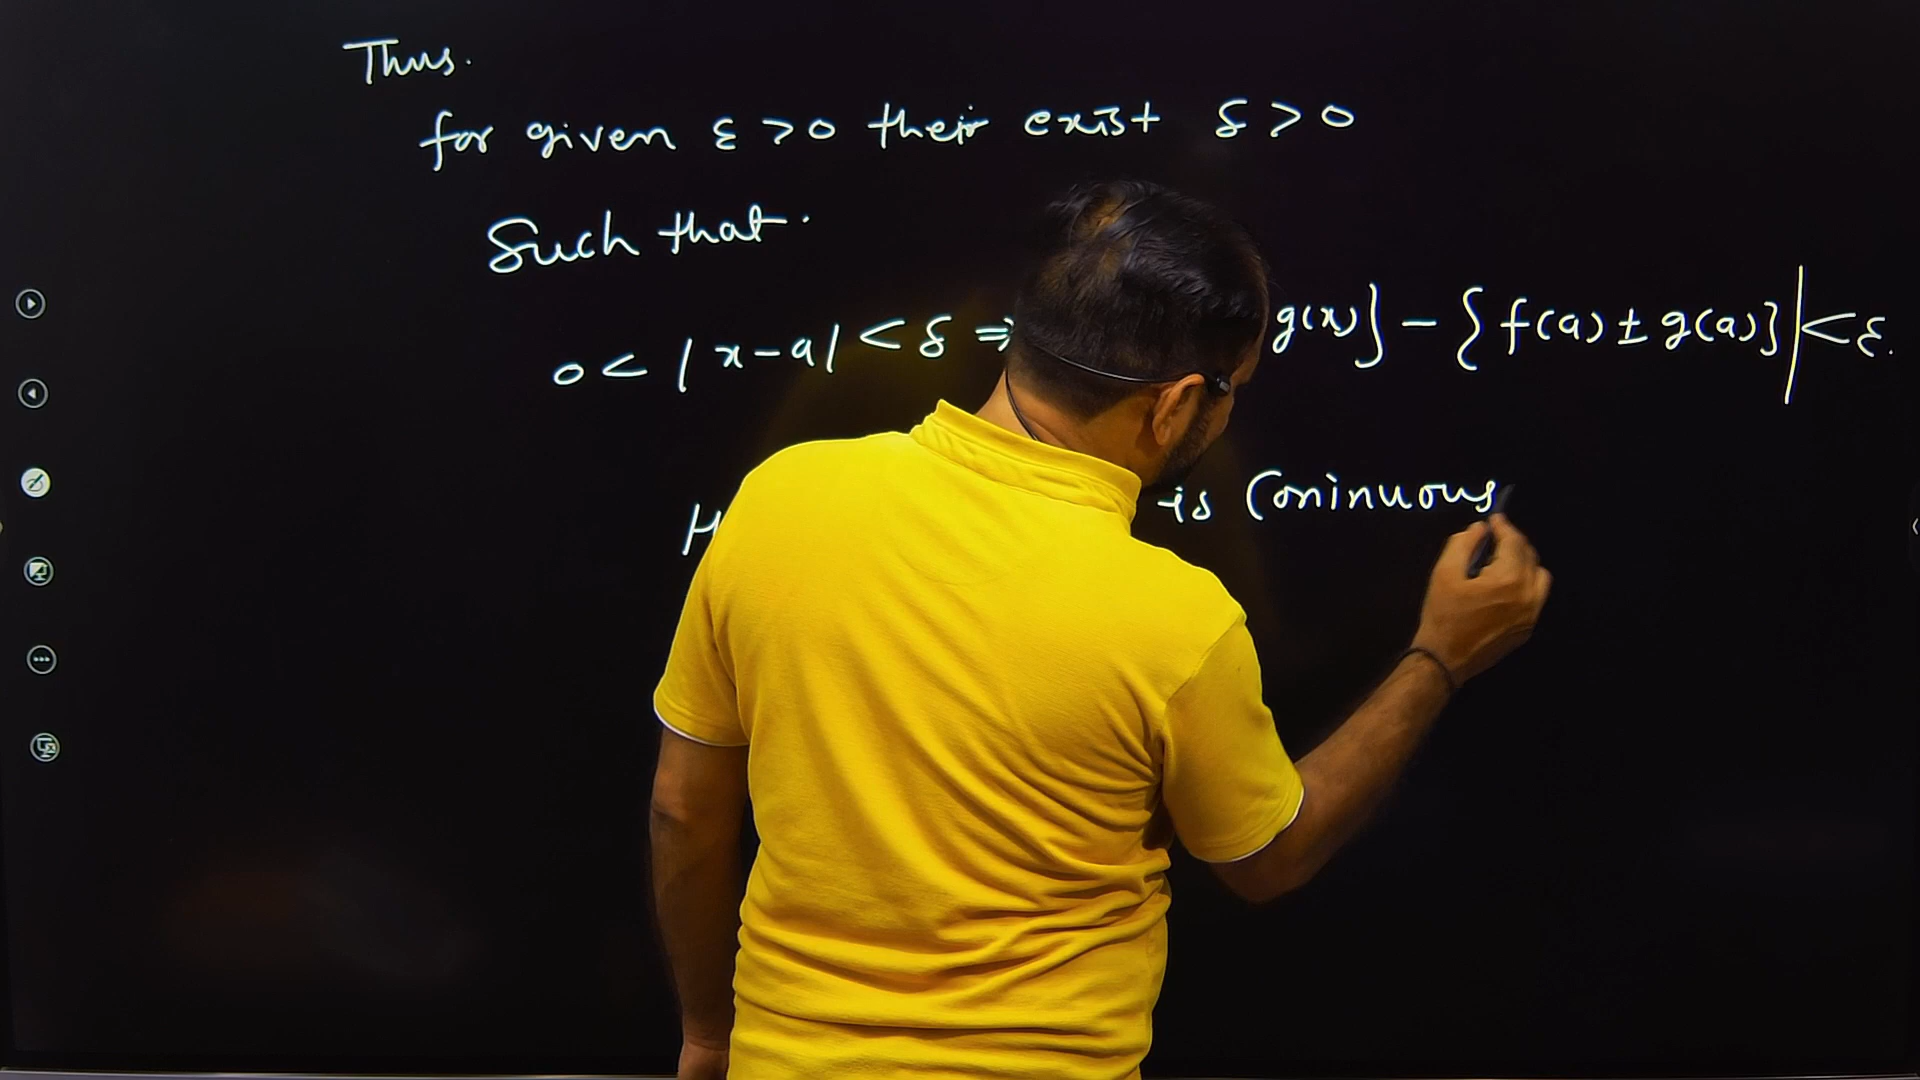 Thus.
for given ε > 0 their exist δ > 0
Such that.
0 < |x-a| < δ ⇒ g(x)} - {f(a) ± g(a)}| < ε.
is Coninuous